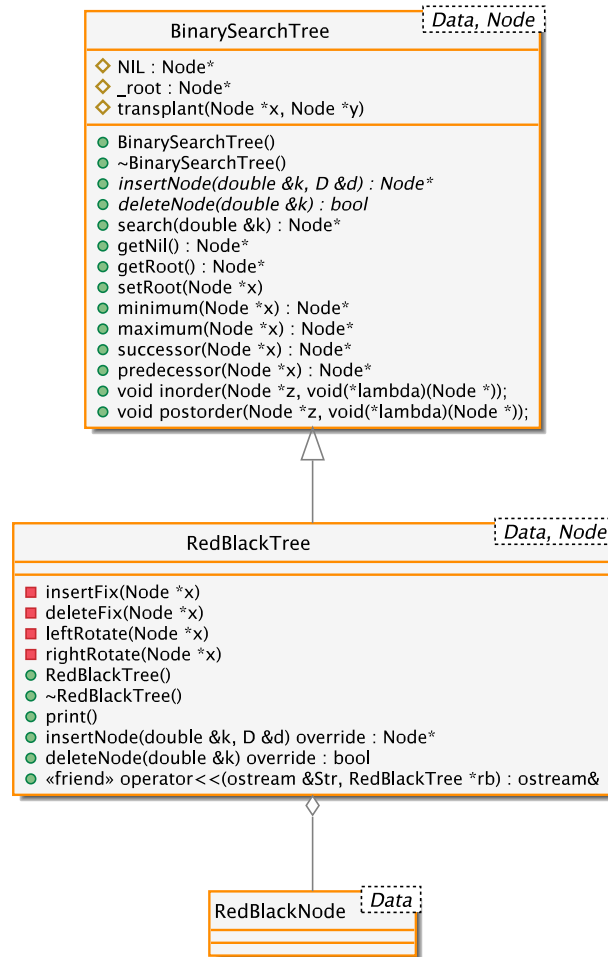 BinarySearchTree
Data, Node
NIL : Node*
_root : Node*
transplant(Node *x, Node *y)
BinarySearchTree()
~BinarySearchTree()
insertNode(double &k, D &d) : Node*
deleteNode(double &k) : bool
search(double &k) : Node*
getNil() : Node*
getRoot() : Node*
setRoot(Node *x)
minimum(Node *x) : Node*
maximum(Node *x) : Node*
successor(Node *x) : Node*
predecessor(Node *x) : Node*
void inorder(Node *z, void(*lambda)(Node *));
void postorder(Node *z, void(*lambda)(Node *));
RedBlackTree
Data, Node
insertFix(Node *x)
deleteFix(Node *x)
leftRotate(Node *x)
rightRotate(Node *x)
RedBlackTree()
~RedBlackTree()
print()
insertNode(double &k, D &d) override : Node*
deleteNode(double &k) override : bool
«friend» operator<<(ostream &Str, RedBlackTree *rb) : ostream&
RedBlackNode
Data